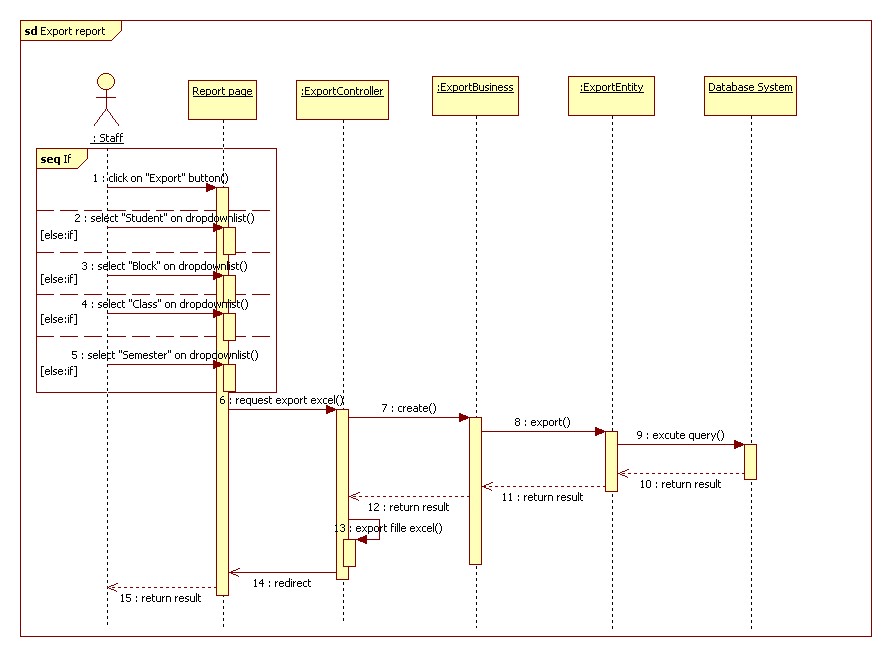 sd Export report
: Staff
Report page
:ExportController
:ExportBusiness
:ExportEntity
Database System
seq If
1 : click on "Export" button()
2 : select "Student" on dropdownlist()
[else:if]
3 : select "Block" on dropdownlist()
[else:if]
4 : select "Class" on dropdownlist()
[else:if]
5 : select "Semester" on dropdownlist()
[else:if]
6 : request export excel()
7 : create()
8 : export()
9 : excute query()
10 : return result
11 : return result
12 : return result
13 : export fille excel()
14 : redirect
15 : return result